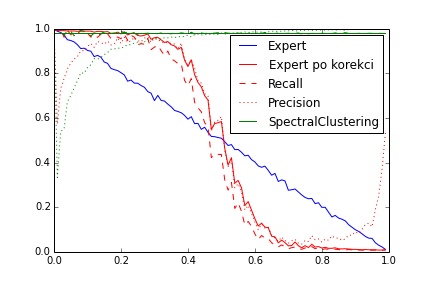 1.0
0.8
0.6
0.4
0.2
0.0
Expert
Expert po korekci
Recall
Precision
SpectralClustering
0.0 0.2 0.4 0.6 0.8 1.0